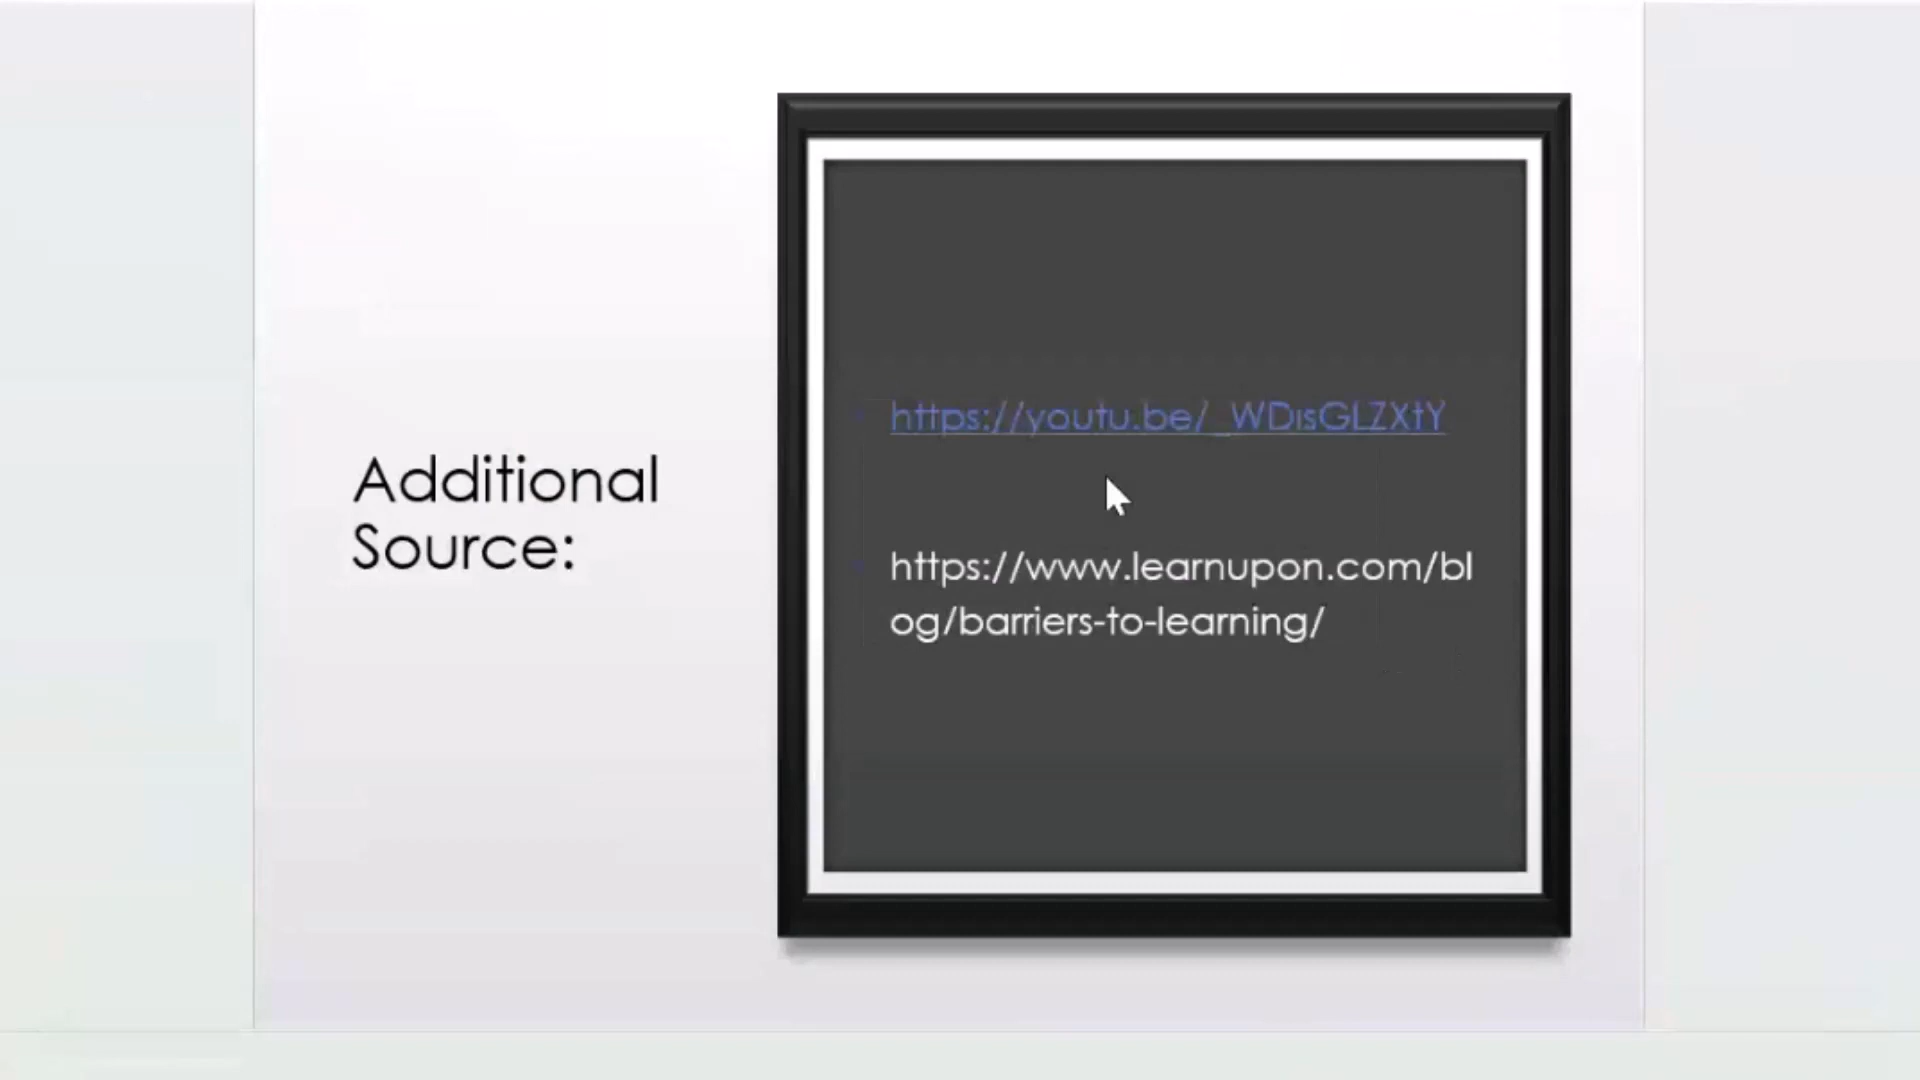 Additional
Source:
https://youtu.be/_WDisGLZXtY
https://www.learnupon.com/bl
og/barriers-to-learning/